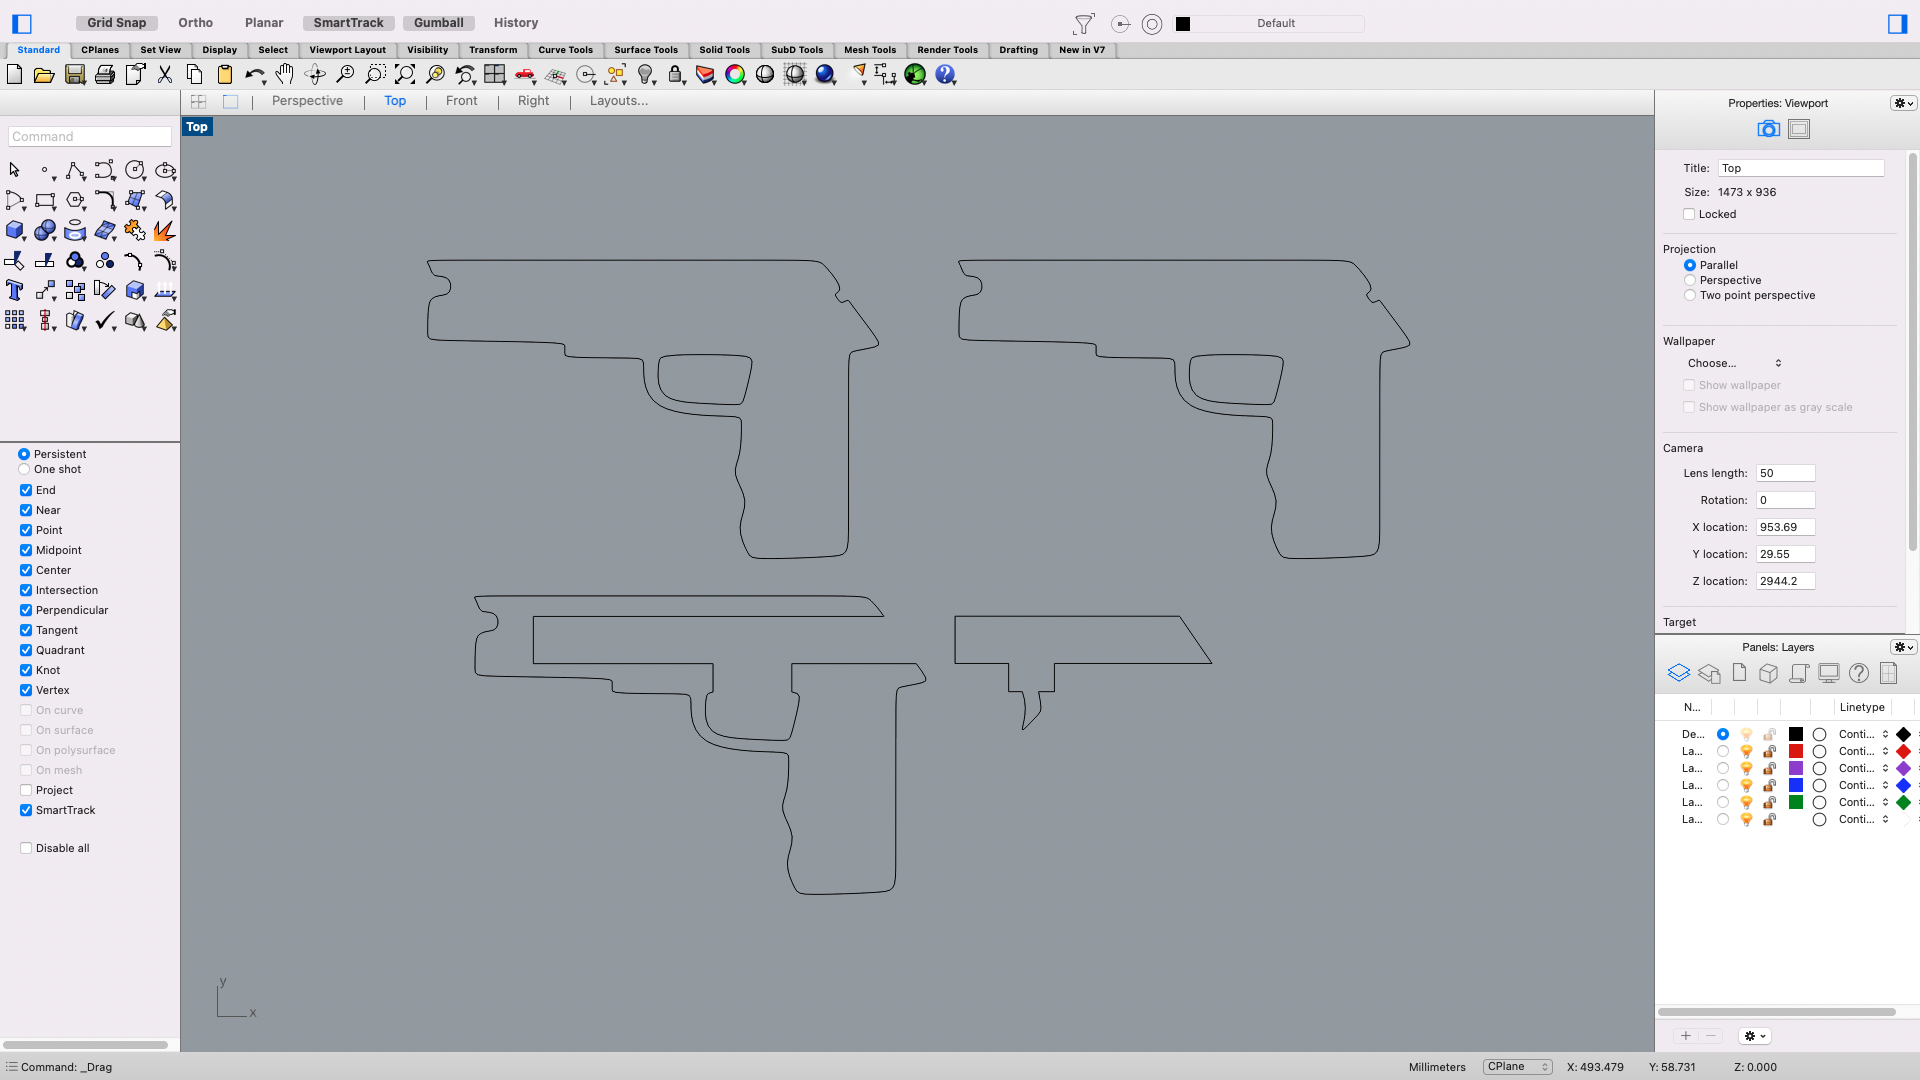 Grid Snap Ortho Planar SmartTrack Gumball History Default
Standard CPlanes Set View Display Select Viewport Layout Visibility Transform Curve Tools Surface Tools Solid Tools SubD Tools Mesh Tools Render Tools Drafting New in V7
Perspective Top Front Right Layouts...
Properties: Viewport
Top
Command
Title: Top
Size: 1473 x 936
Locked
Projection
Parallel
Perspective
Two point perspective
Wallpaper
Choose...
Show wallpaper
Show wallpaper as gray scale
Camera
Lens length: 50
Rotation: 0
X location: 953.69
Y location: 29.55
Z location: 2944.2
Target
Persistent
One shot
End
Near
Point
Midpoint
Center
Intersection
Perpendicular
Tangent
Quadrant
Knot
Vertex
On curve
On surface
On polysurface
On mesh
Project
SmartTrack
Disable all
Panels: Layers
N... Linetype
De... Conti...
La... Conti...
La... Conti...
La... Conti...
La... Conti...
La... Conti...
y
x
Command: _Drag
Millimeters CPlane X: 493.479 Y: 58.731 Z: 0.000